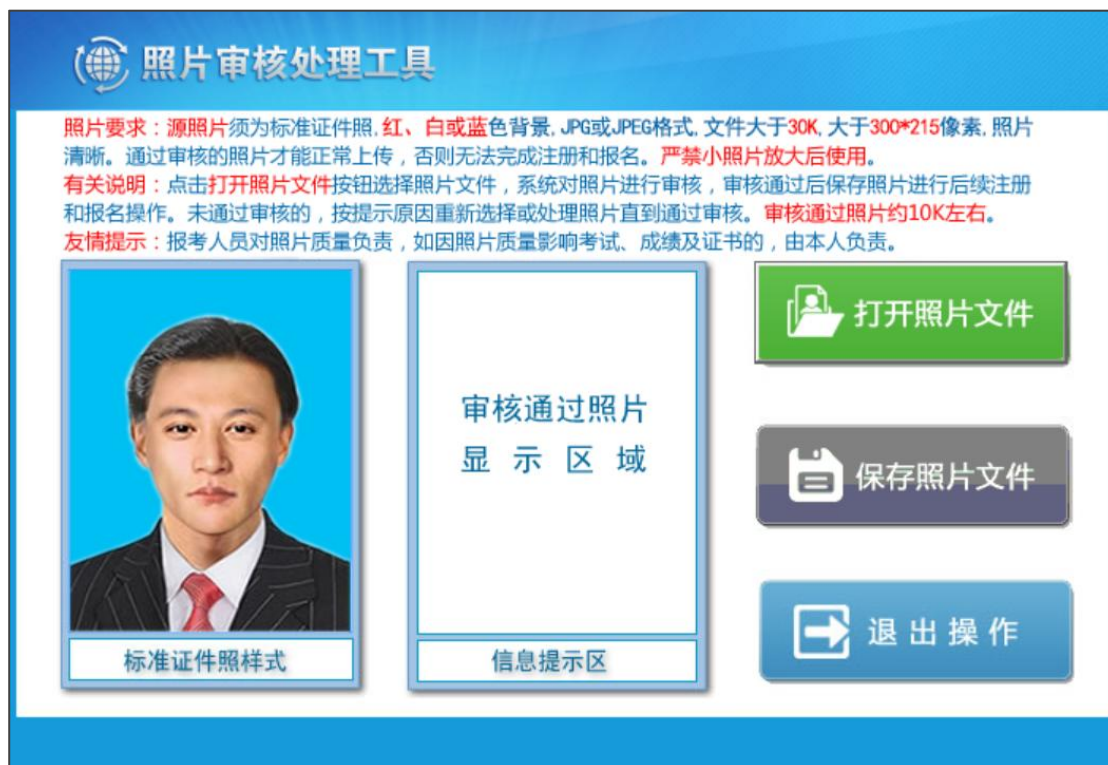 照片审核处理工具
照片要求：源照片须为标准证件照,红、白或蓝色背景,JPG或JPEG格式,文件大于30K,大于300*215像素,照片
清晰。通过审核的照片才能正常上传，否则无法完成注册和报名。严禁小照片放大后使用。
有关说明：点击打开照片文件按钮选择照片文件，系统对照片进行审核，审核通过后保存照片进行后续注册
和报名操作。未通过审核的，按提示原因重新选择或处理照片直到通过审核。审核通过照片约10K左右。
友情提示：报考人员对照片质量负责，如因照片质量影响考试、成绩及证书的，由本人负责。
标准证件照样式
审核通过照片
显示区域
信息提示区
打开照片文件
保存照片文件
退出操作